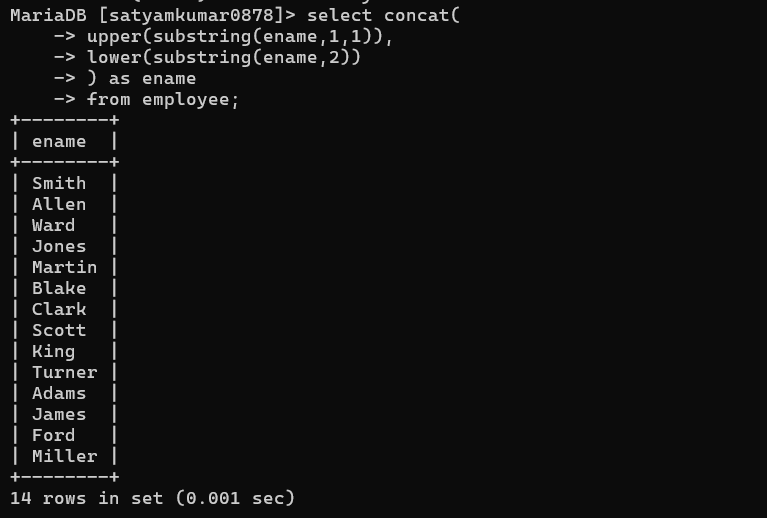 MariaDB [satyamkumar0878]> select concat(
    -> upper(substring(ename,1,1)),
    -> lower(substring(ename,2))
    -> ) as ename
    -> from employee;
+--------+
| ename  |
+--------+
| Smith  |
| Allen  |
| Ward   |
| Jones  |
| Martin |
| Blake  |
| Clark  |
| Scott  |
| King   |
| Turner |
| Adams  |
| James  |
| Ford   |
| Miller |
+--------+
14 rows in set (0.001 sec)